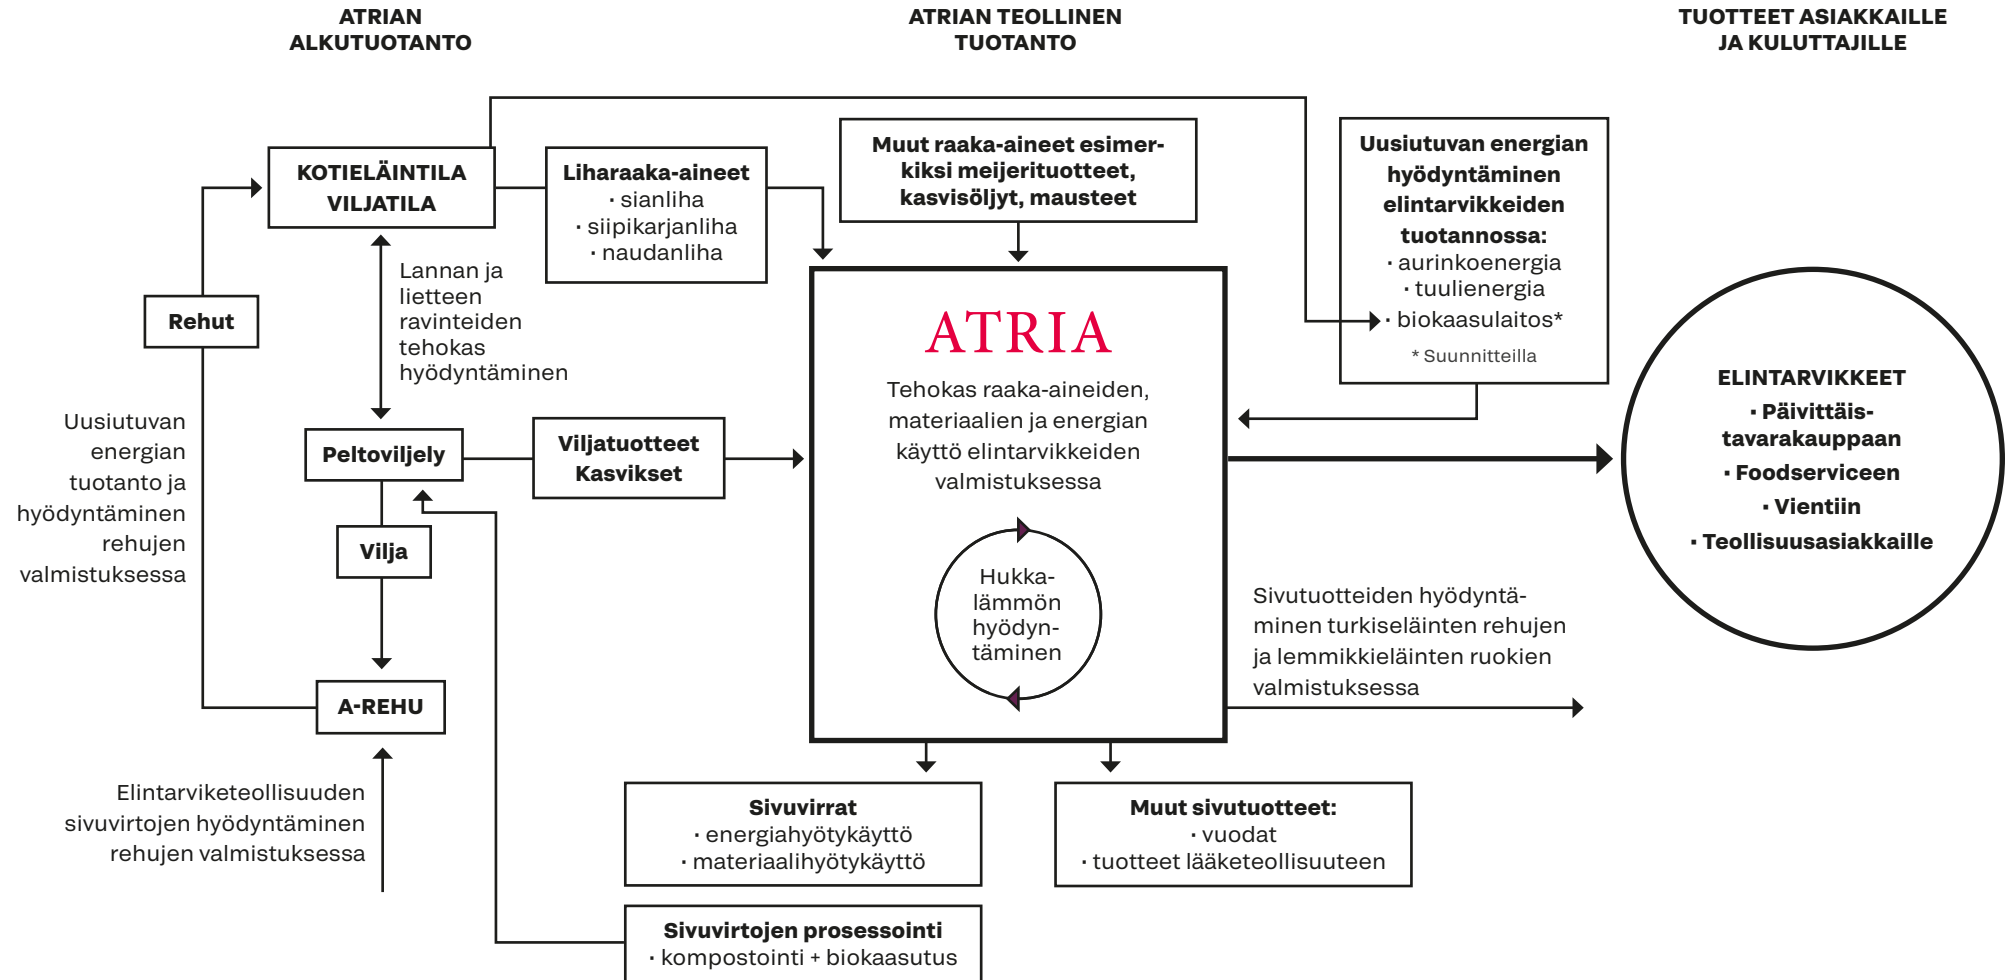 ATRIAN
ALKUTUOTANTO
ATRIAN TEOLLINEN
TUOTANTO
TUOTTEET ASIAKKAILLE
JA KULUTTAJILLE
KOTIELÄINTILA
VILJATILA
Liharaaka-aineet
· sianliha
· siipikarjanliha
· naudanliha
Muut raaka-aineet esimer-
kiksi meijerituotteet,
kasvisöljyt, mausteet
Uusiutuvan energian
hyödyntäminen
elintarvikkeiden
tuotannossa:
· aurinkoenergia
· tuulienergia
· biokaasulaitos*
* Suunnitteilla
Rehut
Lannan ja
lietteen
ravinteiden
tehokas
hyödyntäminen
Uusiutuvan
energian
tuotanto ja
hyödyntäminen
rehujen
valmistuksessa
Peltoviljely
Viljatuotteet
Kasvikset
Vilja
A-REHU
Elintarviketeollisuuden
sivuvirtojen hyödyntäminen
rehujen valmistuksessa
ATRIA
Tehokas raaka-aineiden,
materiaalien ja energian
käyttö elintarvikkeiden
valmistuksessa
Hukka-
lämmön
hyödyn-
täminen
ELINTARVIKKEET
· Päivittäis-
tavarakauppaan
· Foodserviceen
· Vientiin
· Teollisuusasiakkaille
Sivutuotteiden hyödyntä-
minen turkiseläinten rehujen
ja lemmikkieläinten ruokien
valmistuksessa
Sivuvirrat
· energiahyötykäyttö
· materiaalihyötykäyttö
Muut sivutuotteet:
· vuodat
· tuotteet lääketeollisuuteen
Sivuvirtojen prosessointi
· kompostointi + biokaasutus